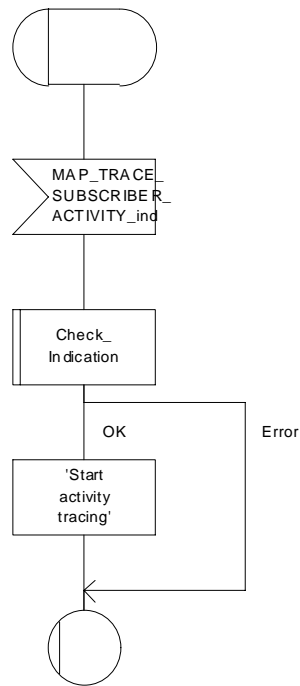 MAP_TRACE_
SUBSCRIBER_
ACTIVITY_ind
Check_
Indication
OK
Error
'Start
activity
tracing'